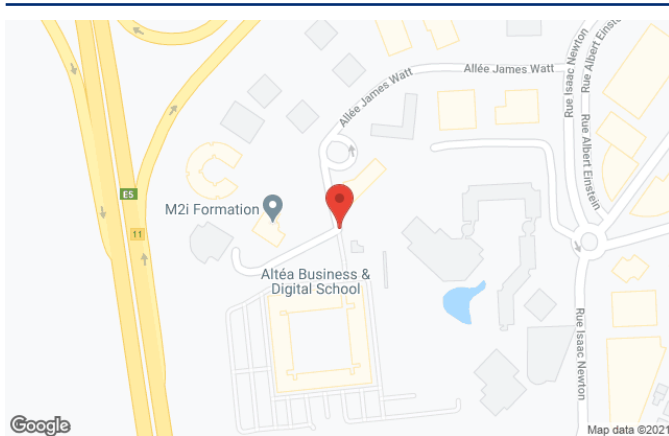 Allée James Watt
Rue Isaac Newton
Rue Albert Einstein
Allée James Watt
Rue Albert Einstein
E5
M2i Formation
11
Altéa Business &
Digital School
Rue Isaac Newton
Google
Map data ©2021